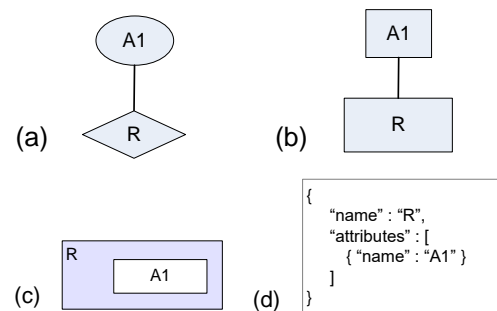 A1
R
(a)
A1
R
(b)
R
A1
(c)
{
“name” : “R”,
“attributes” : [
{ “name” : “A1” }
]
}
(d)